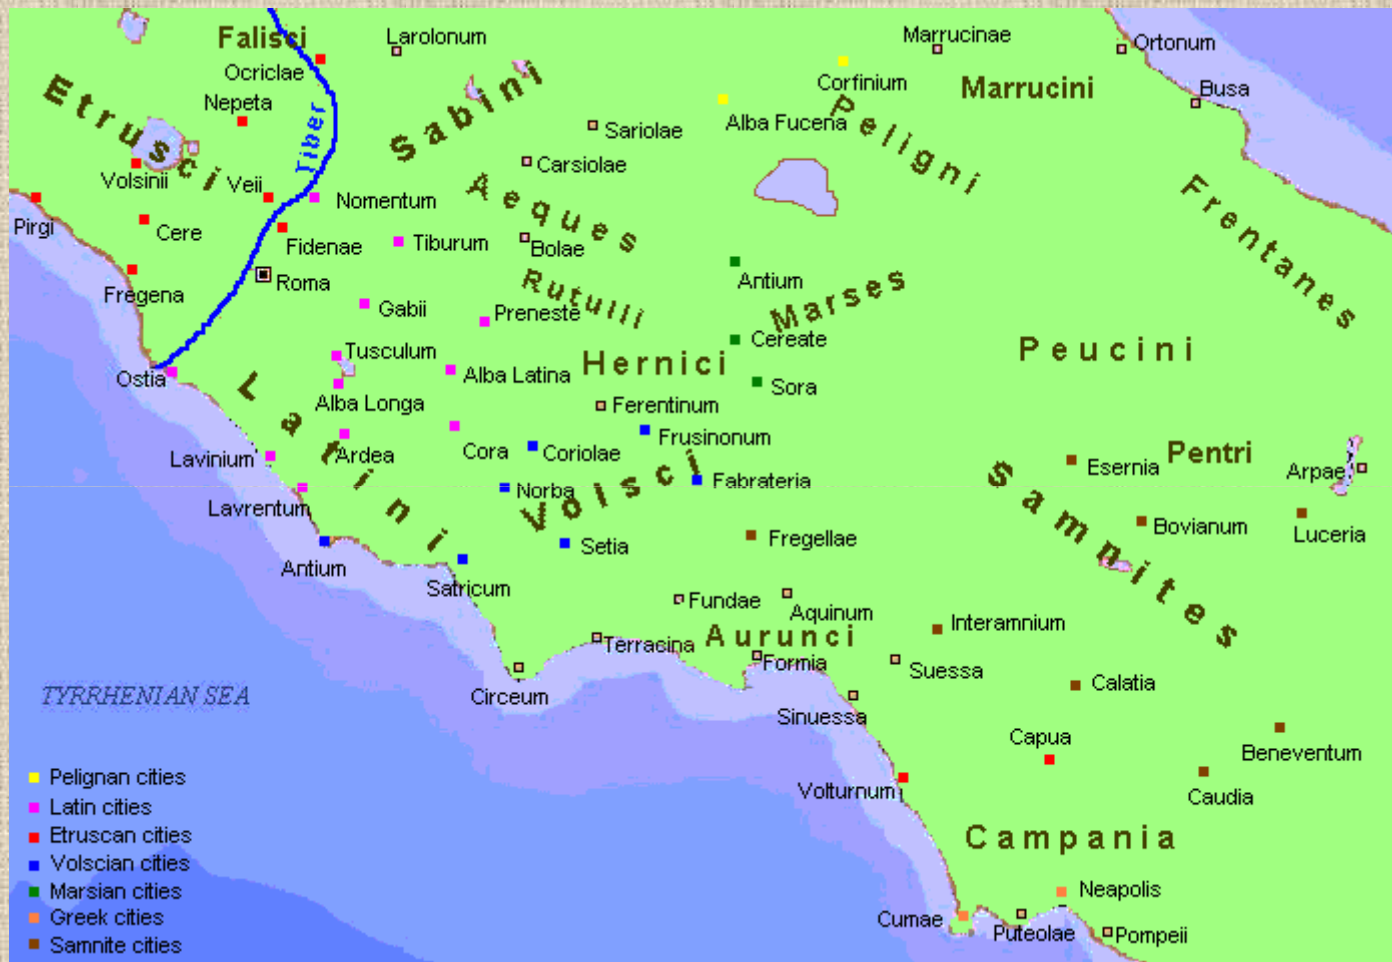 Falisci
Larolonum
Marrucinae
Ortonum
Ocriclae
Corfinium
Marrucini
Busa
Etrusci
Nepeta
Tiber
Sabini
Sariolae
Alba Fucena
Peligni
Carsiolae
Volsinii
Veii
Nomentum
Aeques
Frentanes
Pirgi
Cere
Fidenae
Tiburum
Bolae
Roma
Rutulli
Antium
Marses
Fregena
Gabii
Preneste
Cereate
Peucini
Tusculum
Hernici
Ostia
Alba Latina
Sora
Latini
Alba Longa
Ferentinum
Lavinium
Ardea
Cora
Coriolae
Frusinonum
Pentri
Esernia
Arpae
Lavrentum
Norba
Volsci
Fabrateria
Samnites
Bovianum
Luceria
Antium
Setia
Fregellae
Satricum
Fundae
Aquinum
Interamnium
Terracina
Aurunci
Formia
Suessa
TYRRHENIAN SEA
Circeum
Calatia
Sinuessa
Capua
Beneventum
Volturnum
Caudia
Campania
Neapolis
Cumae
Puteolae
Pompeii
Pelignan cities
Latin cities
Etruscan cities
Volscian cities
Marsian cities
Greek cities
Samnite cities